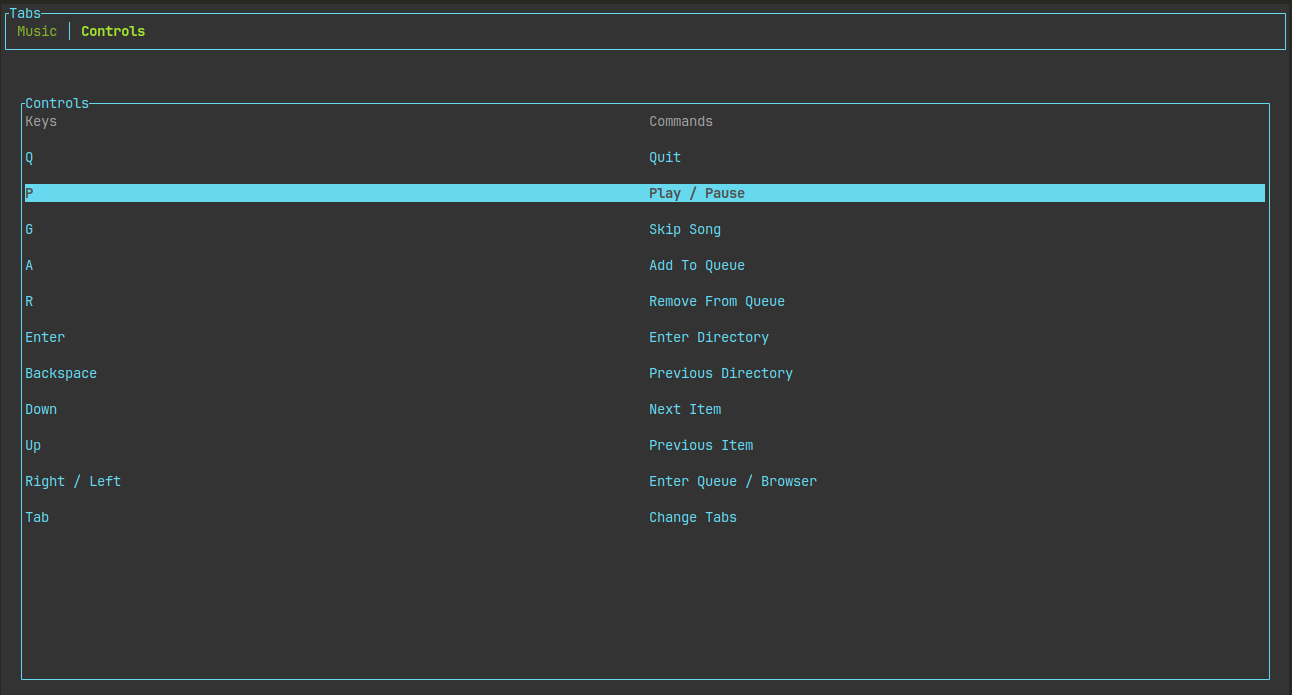 Tabs
Music │ Controls
Controls
Keys Commands
Q Quit
P Play / Pause
G Skip Song
A Add To Queue
R Remove From Queue
Enter Enter Directory
Backspace Previous Directory
Down Next Item
Up Previous Item
Right / Left Enter Queue / Browser
Tab Change Tabs